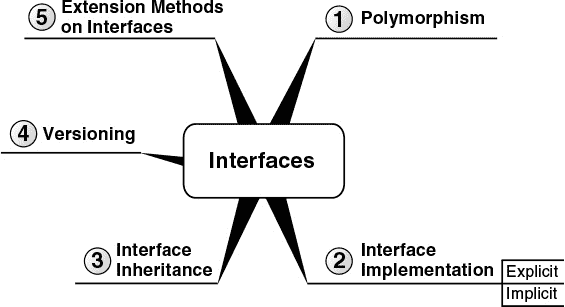 5 Extension Methods
on Interfaces
1 Polymorphism
4 Versioning
Interfaces
3 Interface
Inheritance
2 Interface
Implementation
Explicit
Implicit